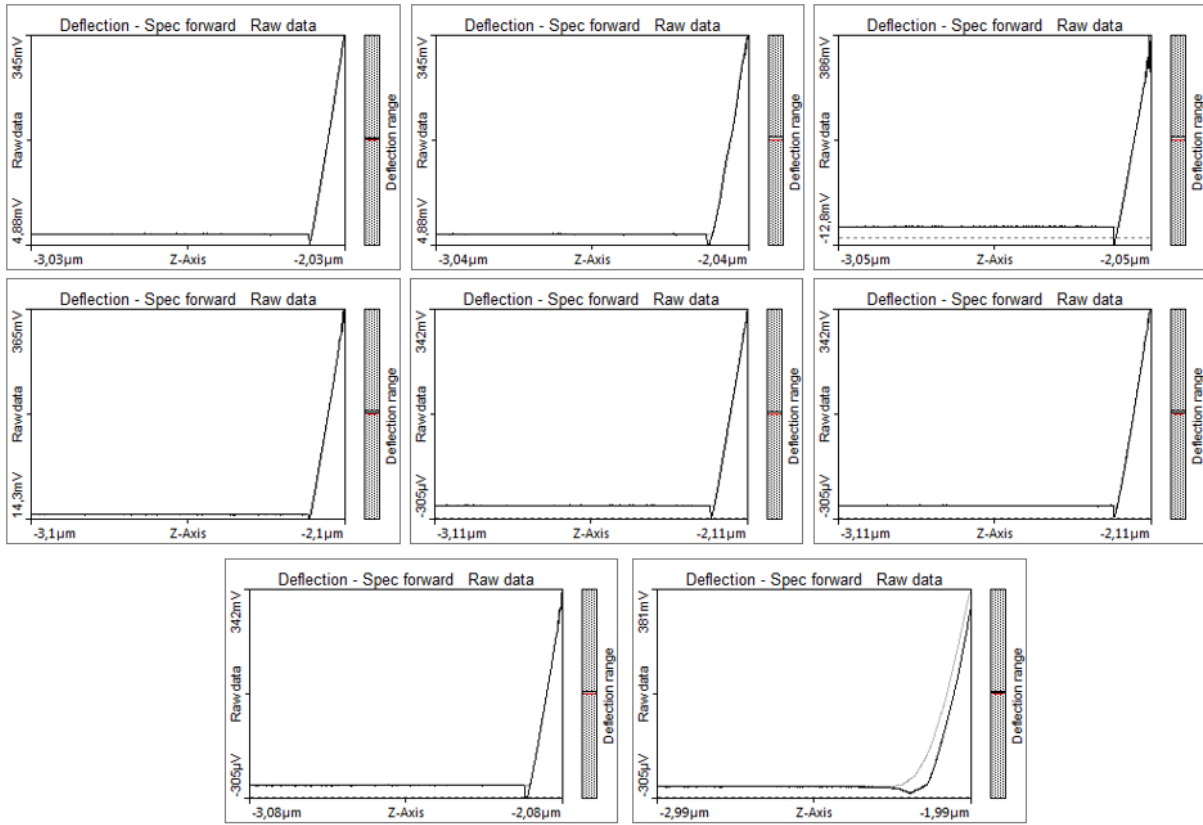 Deflection - Spec forward Raw data
345mV
Raw data
4,88mV
-3,03µm Z-Axis -2,03µm
Deflection range
Deflection - Spec forward Raw data
345mV
Raw data
4,88mV
-3,04µm Z-Axis -2,04µm
Deflection range
Deflection - Spec forward Raw data
386mV
Raw data
-12,8mV
-3,05µm Z-Axis -2,05µm
Deflection range
Deflection - Spec forward Raw data
365mV
Raw data
14,3mV
-3,1µm Z-Axis -2,1µm
Deflection range
Deflection - Spec forward Raw data
342mV
Raw data
-305µV
-3,11µm Z-Axis -2,11µm
Deflection range
Deflection - Spec forward Raw data
342mV
Raw data
-305µV
-3,11µm Z-Axis -2,11µm
Deflection range
Deflection - Spec forward Raw data
342mV
Raw data
-305µV
-3,08µm Z-Axis -2,08µm
Deflection range
Deflection - Spec forward Raw data
381mV
Raw data
-305µV
-2,99µm Z-Axis -1,99µm
Deflection range